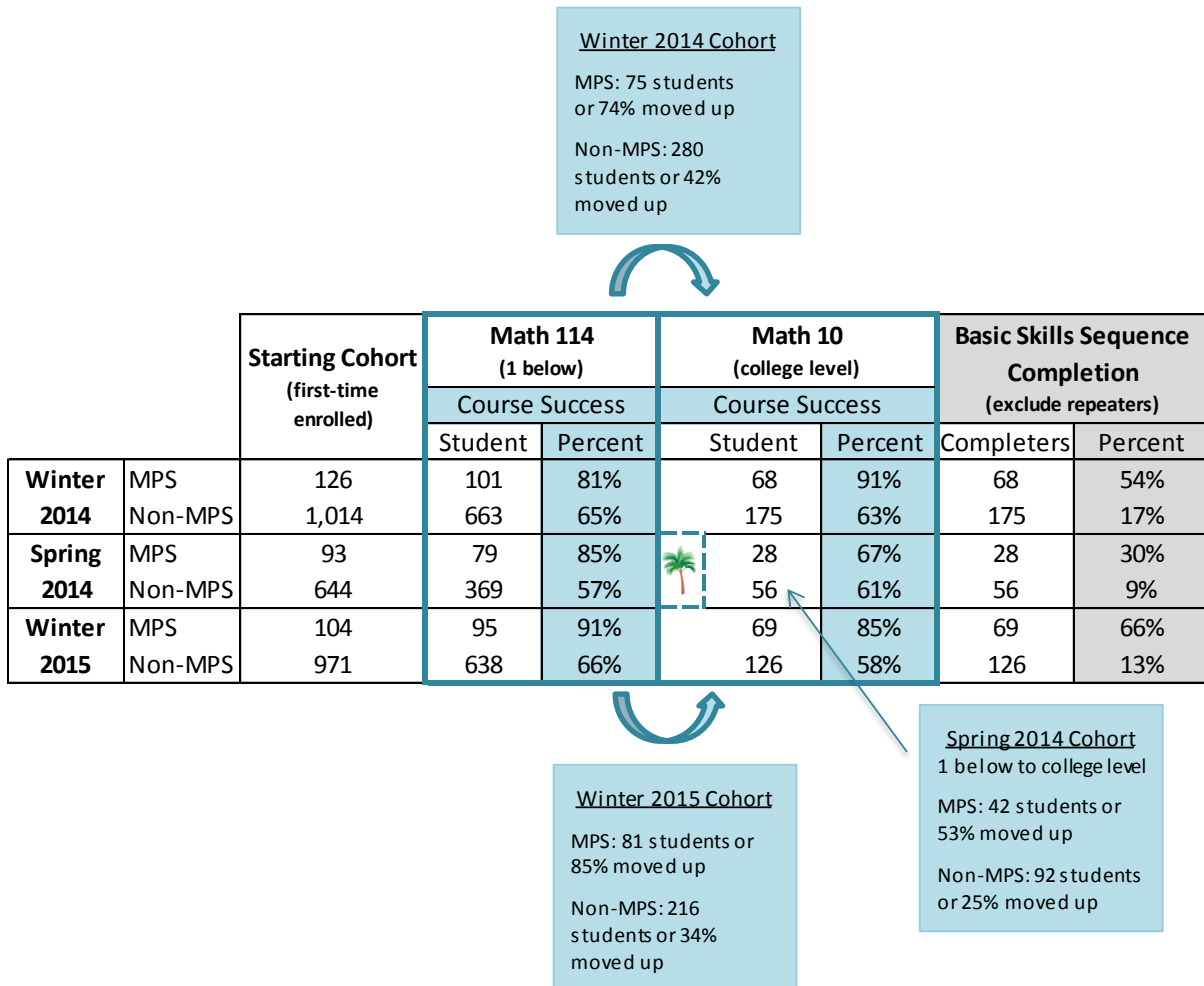 Winter 2014 Cohort
MPS: 75 students
or 74% moved up
Non-MPS: 280
students or 42%
moved up
Starting Cohort
(first-time
enrolled)
Math 114
(1 below)
Math 10
(college level)
Basic Skills Sequence
Completion
(exclude repeaters)
Course Success
Course Success
Student Percent Student Percent Completers Percent
Winter MPS 126 101 81% 68 91% 68 54%
2014 Non-MPS 1,014 663 65% 175 63% 175 17%
Spring MPS 93 79 85% 28 67% 28 30%
2014 Non-MPS 644 369 57% 56 61% 56 9%
Winter MPS 104 95 91% 69 85% 69 66%
2015 Non-MPS 971 638 66% 126 58% 126 13%
Winter 2015 Cohort
MPS: 81 students or
85% moved up
Non-MPS: 216
students or 34%
moved up
Spring 2014 Cohort
1 below to college level
MPS: 42 students or
53% moved up
Non-MPS: 92 students
or 25% moved up